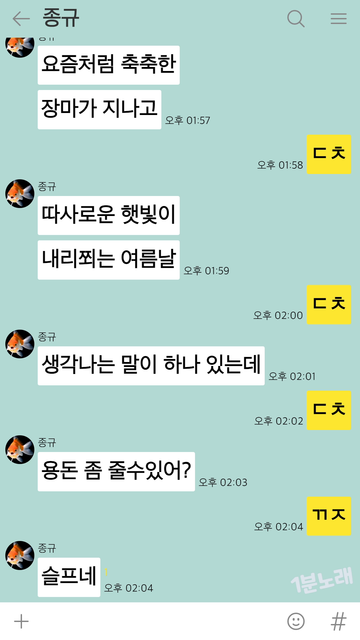 종규
종규
요즘처럼 축축한
장마가 지나고
오후 01:57
ㄷㅊ
오후 01:58
종규
따사로운 햇빛이
내리쬐는 여름날
오후 01:59
ㄷㅊ
오후 02:00
종규
생각나는 말이 하나 있는데
오후 02:01
ㄷㅊ
오후 02:02
종규
용돈 좀 줄수있어?
오후 02:03
ㄲㅈ
오후 02:04
종규
슬프네
오후 02:04
1분노래